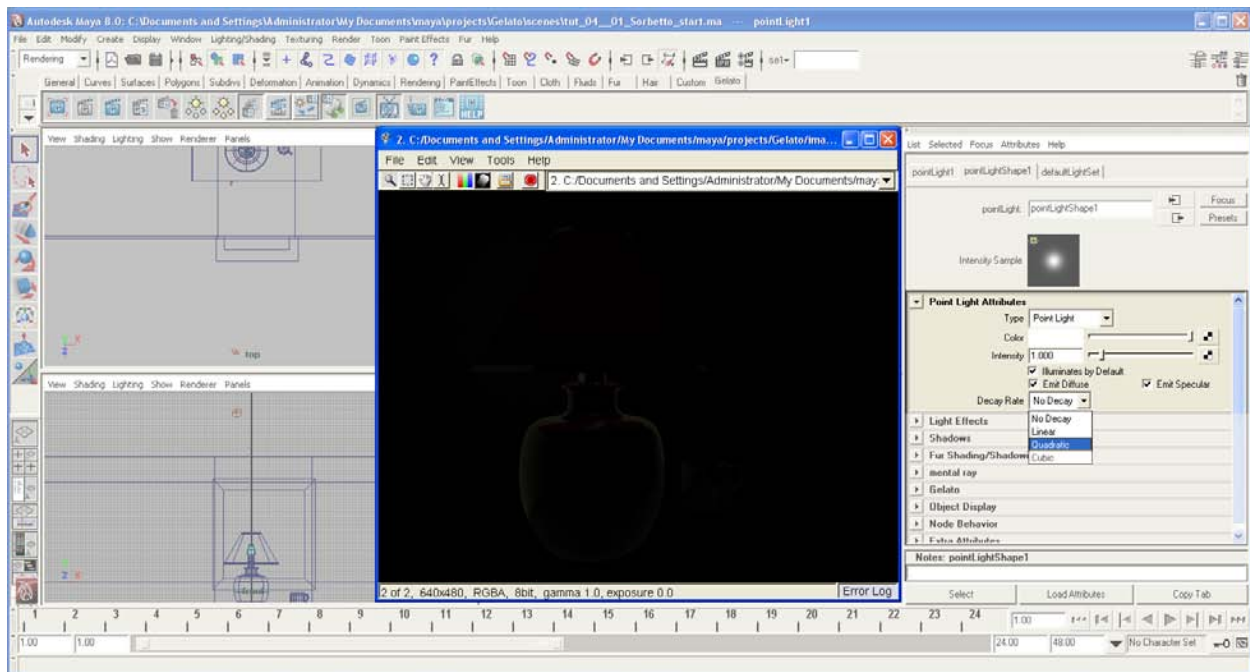 Autodesk Maya 8.0: C:\Documents and Settings\Administrator\My Documents\maya\projects\Gelato\scenes\tut_04__01_Sorbetto_start.ma --- pointLight1
File Edit Modify Create Display Window Lighting/Shading Texturing Render Toon Paint Effects Fur Help
Rendering
sel-
General Curves Surfaces Polygons Subdivs Deformation Animation Dynamics Rendering PaintEffects Toon Cloth Fluids Fur Hair Custom Gelato
HELP
View Shading Lighting Show Renderer Panels
top
View Shading Lighting Show Renderer Panels
2. C:/Documents and Settings/Administrator/My Documents/maya/projects/Gelato/ima...
File Edit View Tools Help
2. C:/Documents and Settings/Administrator/My Documents/may
2 of 2, 640x480, RGBA, 8bit, gamma 1.0, exposure 0.0
Error Log
List Selected Focus Attributes Help
pointLight1 pointLightShape1 defaultLightSet
pointLight: pointLightShape1
Focus
Presets
Intensity Sample
Point Light Attributes
Type Point Light
Color
Intensity 1.000
Illuminates by Default
Emit Diffuse Emit Specular
Decay Rate No Decay
No Decay
Linear
Quadratic
Cubic
Light Effects
Shadows
Fur Shading/Shadow
mental ray
Gelato
Object Display
Node Behavior
Extra Attributes
Notes: pointLightShape1
Select Load Attributes Copy Tab
1 2 3 4 5 6 7 8 9 10 11 12 13 14 15 16 17 18 19 20 21 22 23 24
1.00
1.00 1.00 24.00 48.00 No Character Set